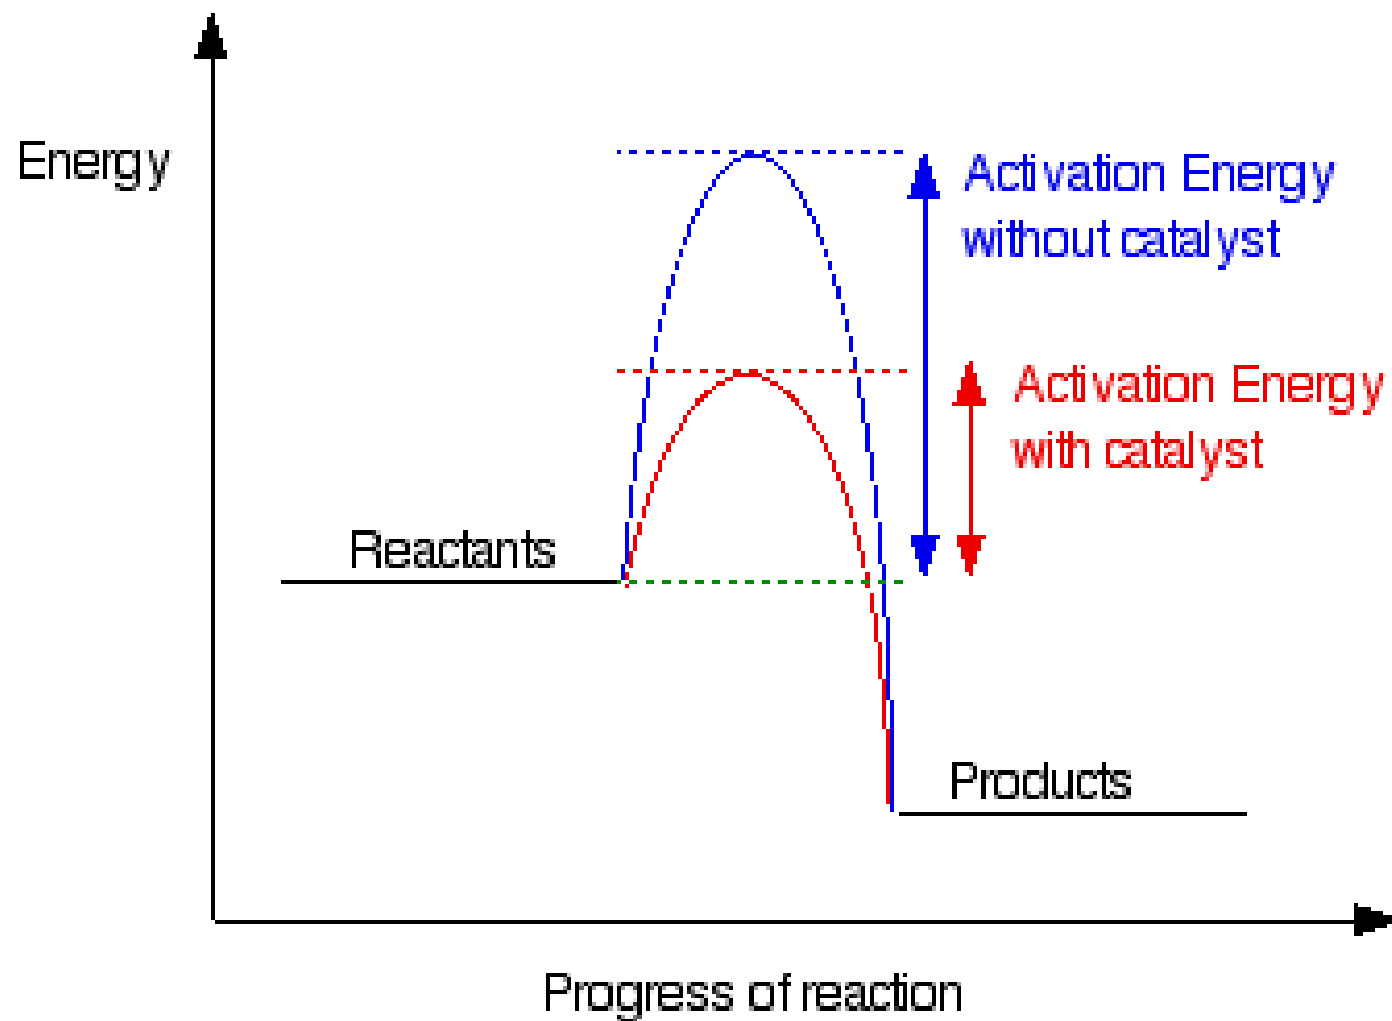 Energy
Activation Energy
without catalyst
Activation Energy
with catalyst
Reactants
Products
Progress of reaction